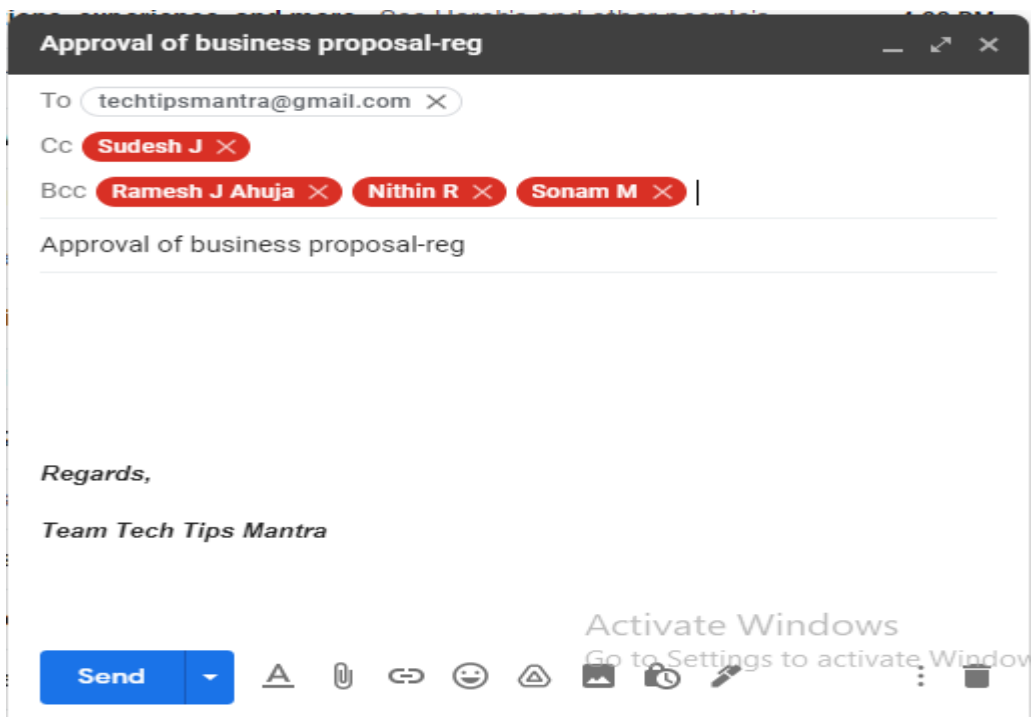 Approval of business proposal-reg
To techtipsmantra@gmail.com
Cc Sudesh J
Bcc Ramesh J Ahuja Nithin R Sonam M
Approval of business proposal-reg
Regards,
Team Tech Tips Mantra
Activate Windows
Go to Settings to activate Window
Send